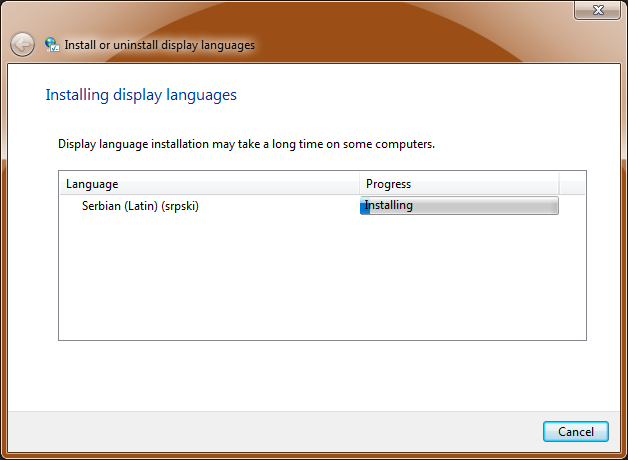 Install or uninstall display languages
Installing display languages
Display language installation may take a long time on some computers.
Language Progress
Serbian (Latin) (srpski) Installing
Cancel